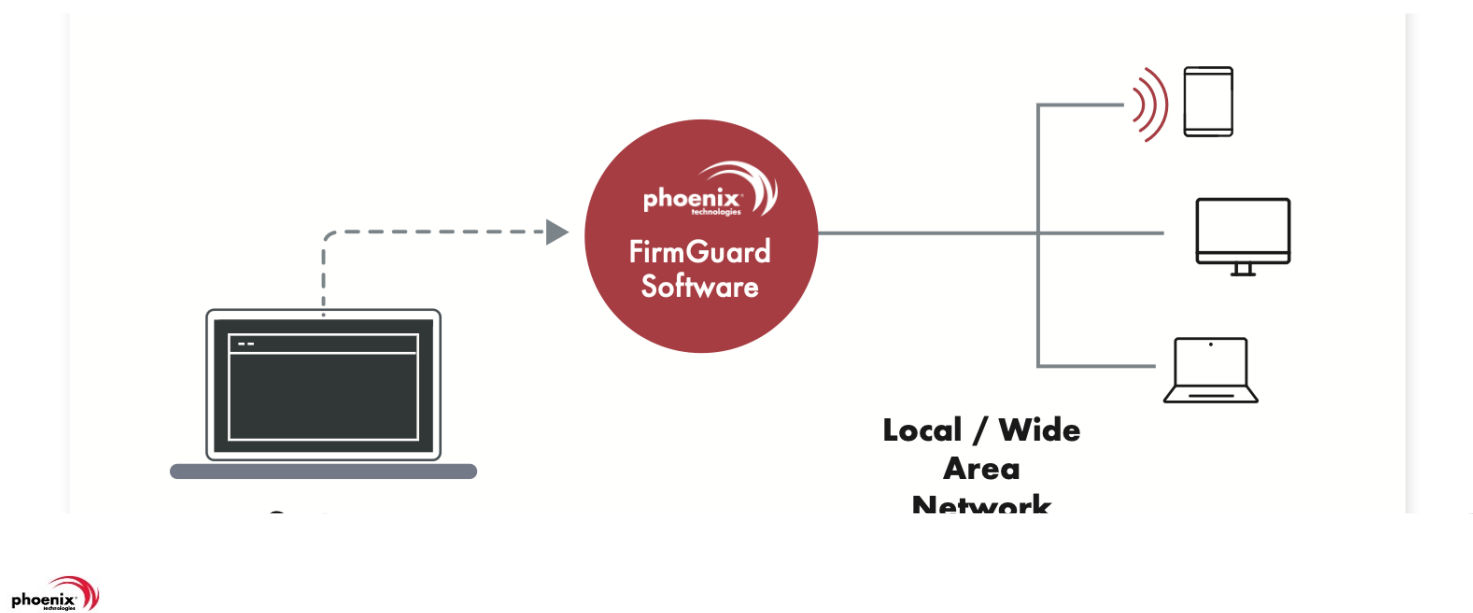 phoenix
technologies
FirmGuard
Software
Local / Wide
Area
Network
phoenix
technologies